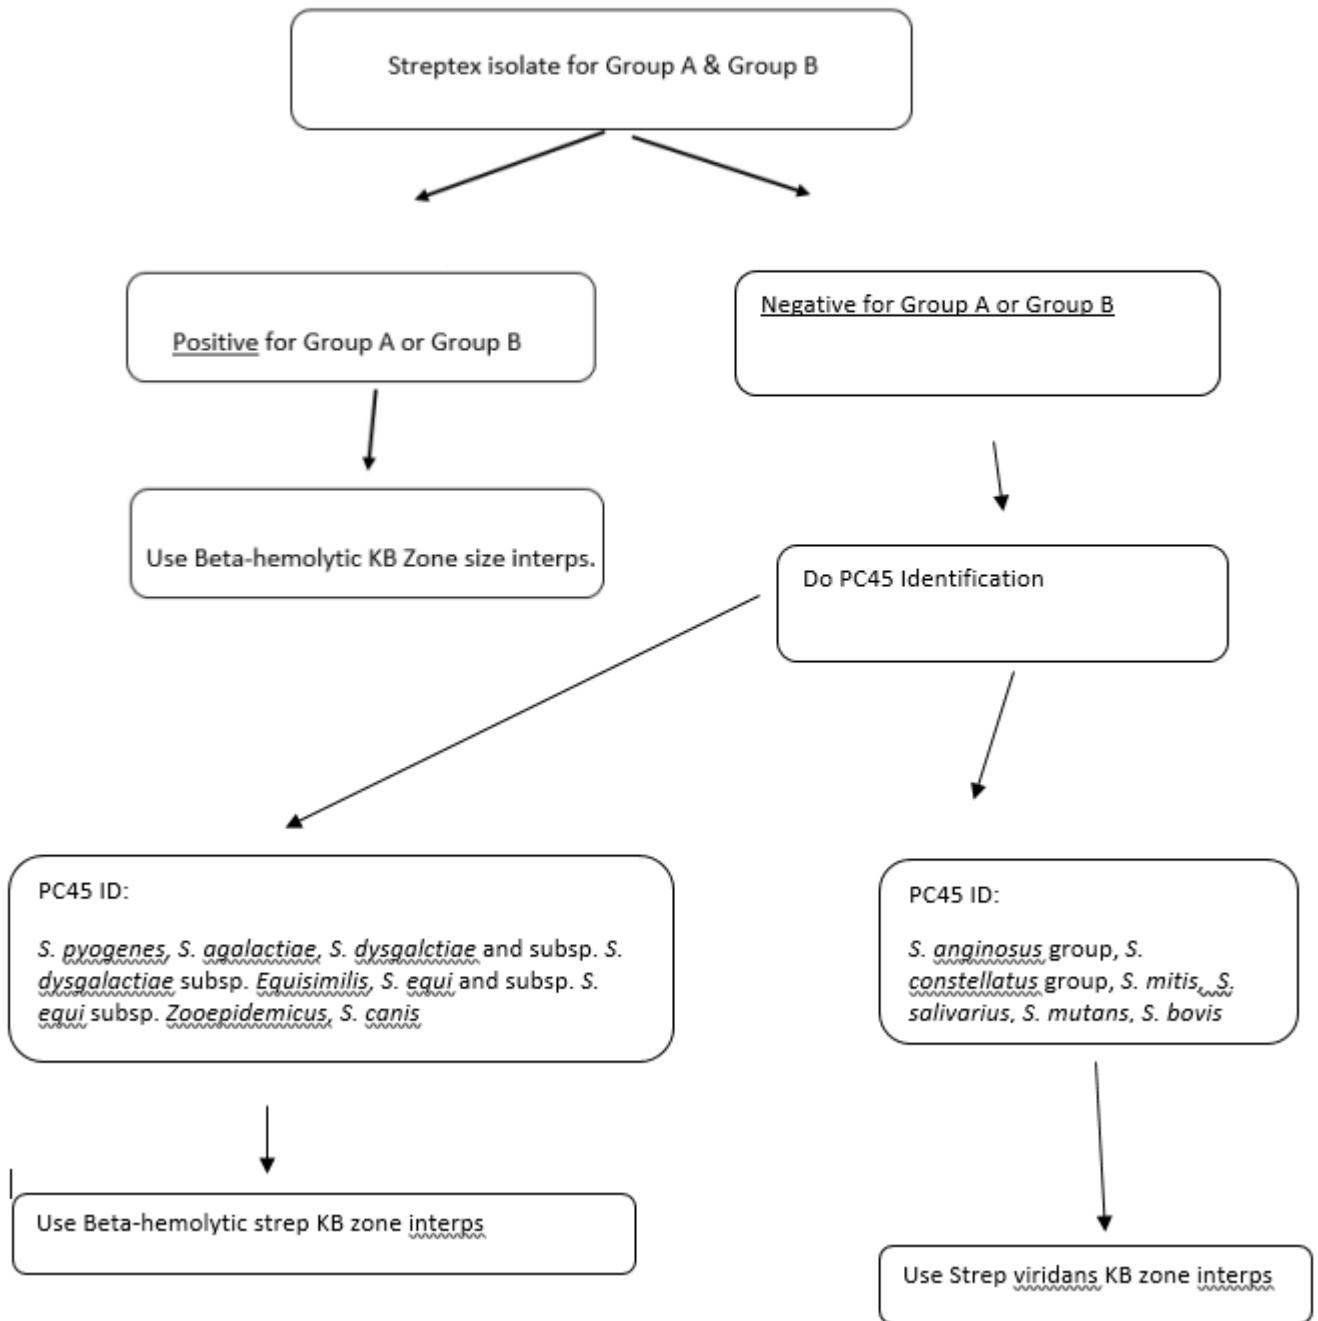 Streptex isolate for Group A & Group B
Positive for Group A or Group B
Negative for Group A or Group B
Use Beta-hemolytic KB Zone size interps.
Do PC45 Identification
PC45 ID:
S. pyogenes, S. agalactiae, S. dysgalctiae and subsp. S.
dysgalactiae subsp. Equisimilis, S. equi and subsp. S.
equi subsp. Zooepidemicus, S. canis
PC45 ID:
S. anginosus group, S.
constellatus group, S. mitis, S.
salivarius, S. mutans, S. bovis
Use Beta-hemolytic strep KB zone interps
Use Strep viridans KB zone interps